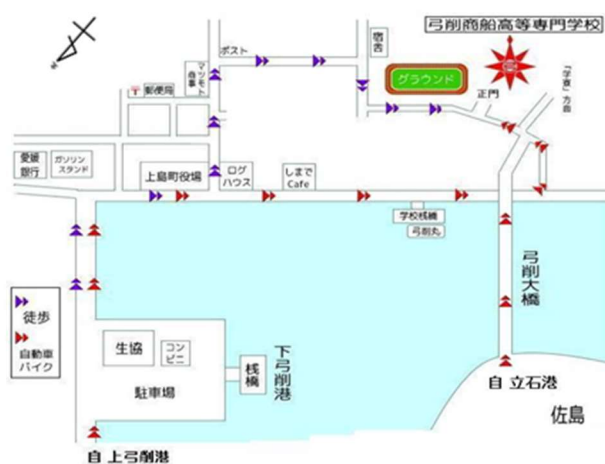 弓削商船高等専門学校
ポスト
宿舎
グラウンド
正門
「学寮」方面
マツモト
商事
郵便局
愛媛
銀行
ガソリン
スタンド
上島町役場
ログ
ハウス
しまで
Cafe
学校桟橋
弓削丸
弓削大橋
徒歩
自動車
バイク
生協
コン
ビニ
桟橋
下弓削港
駐車場
自 立石港
佐島
自 上弓削港